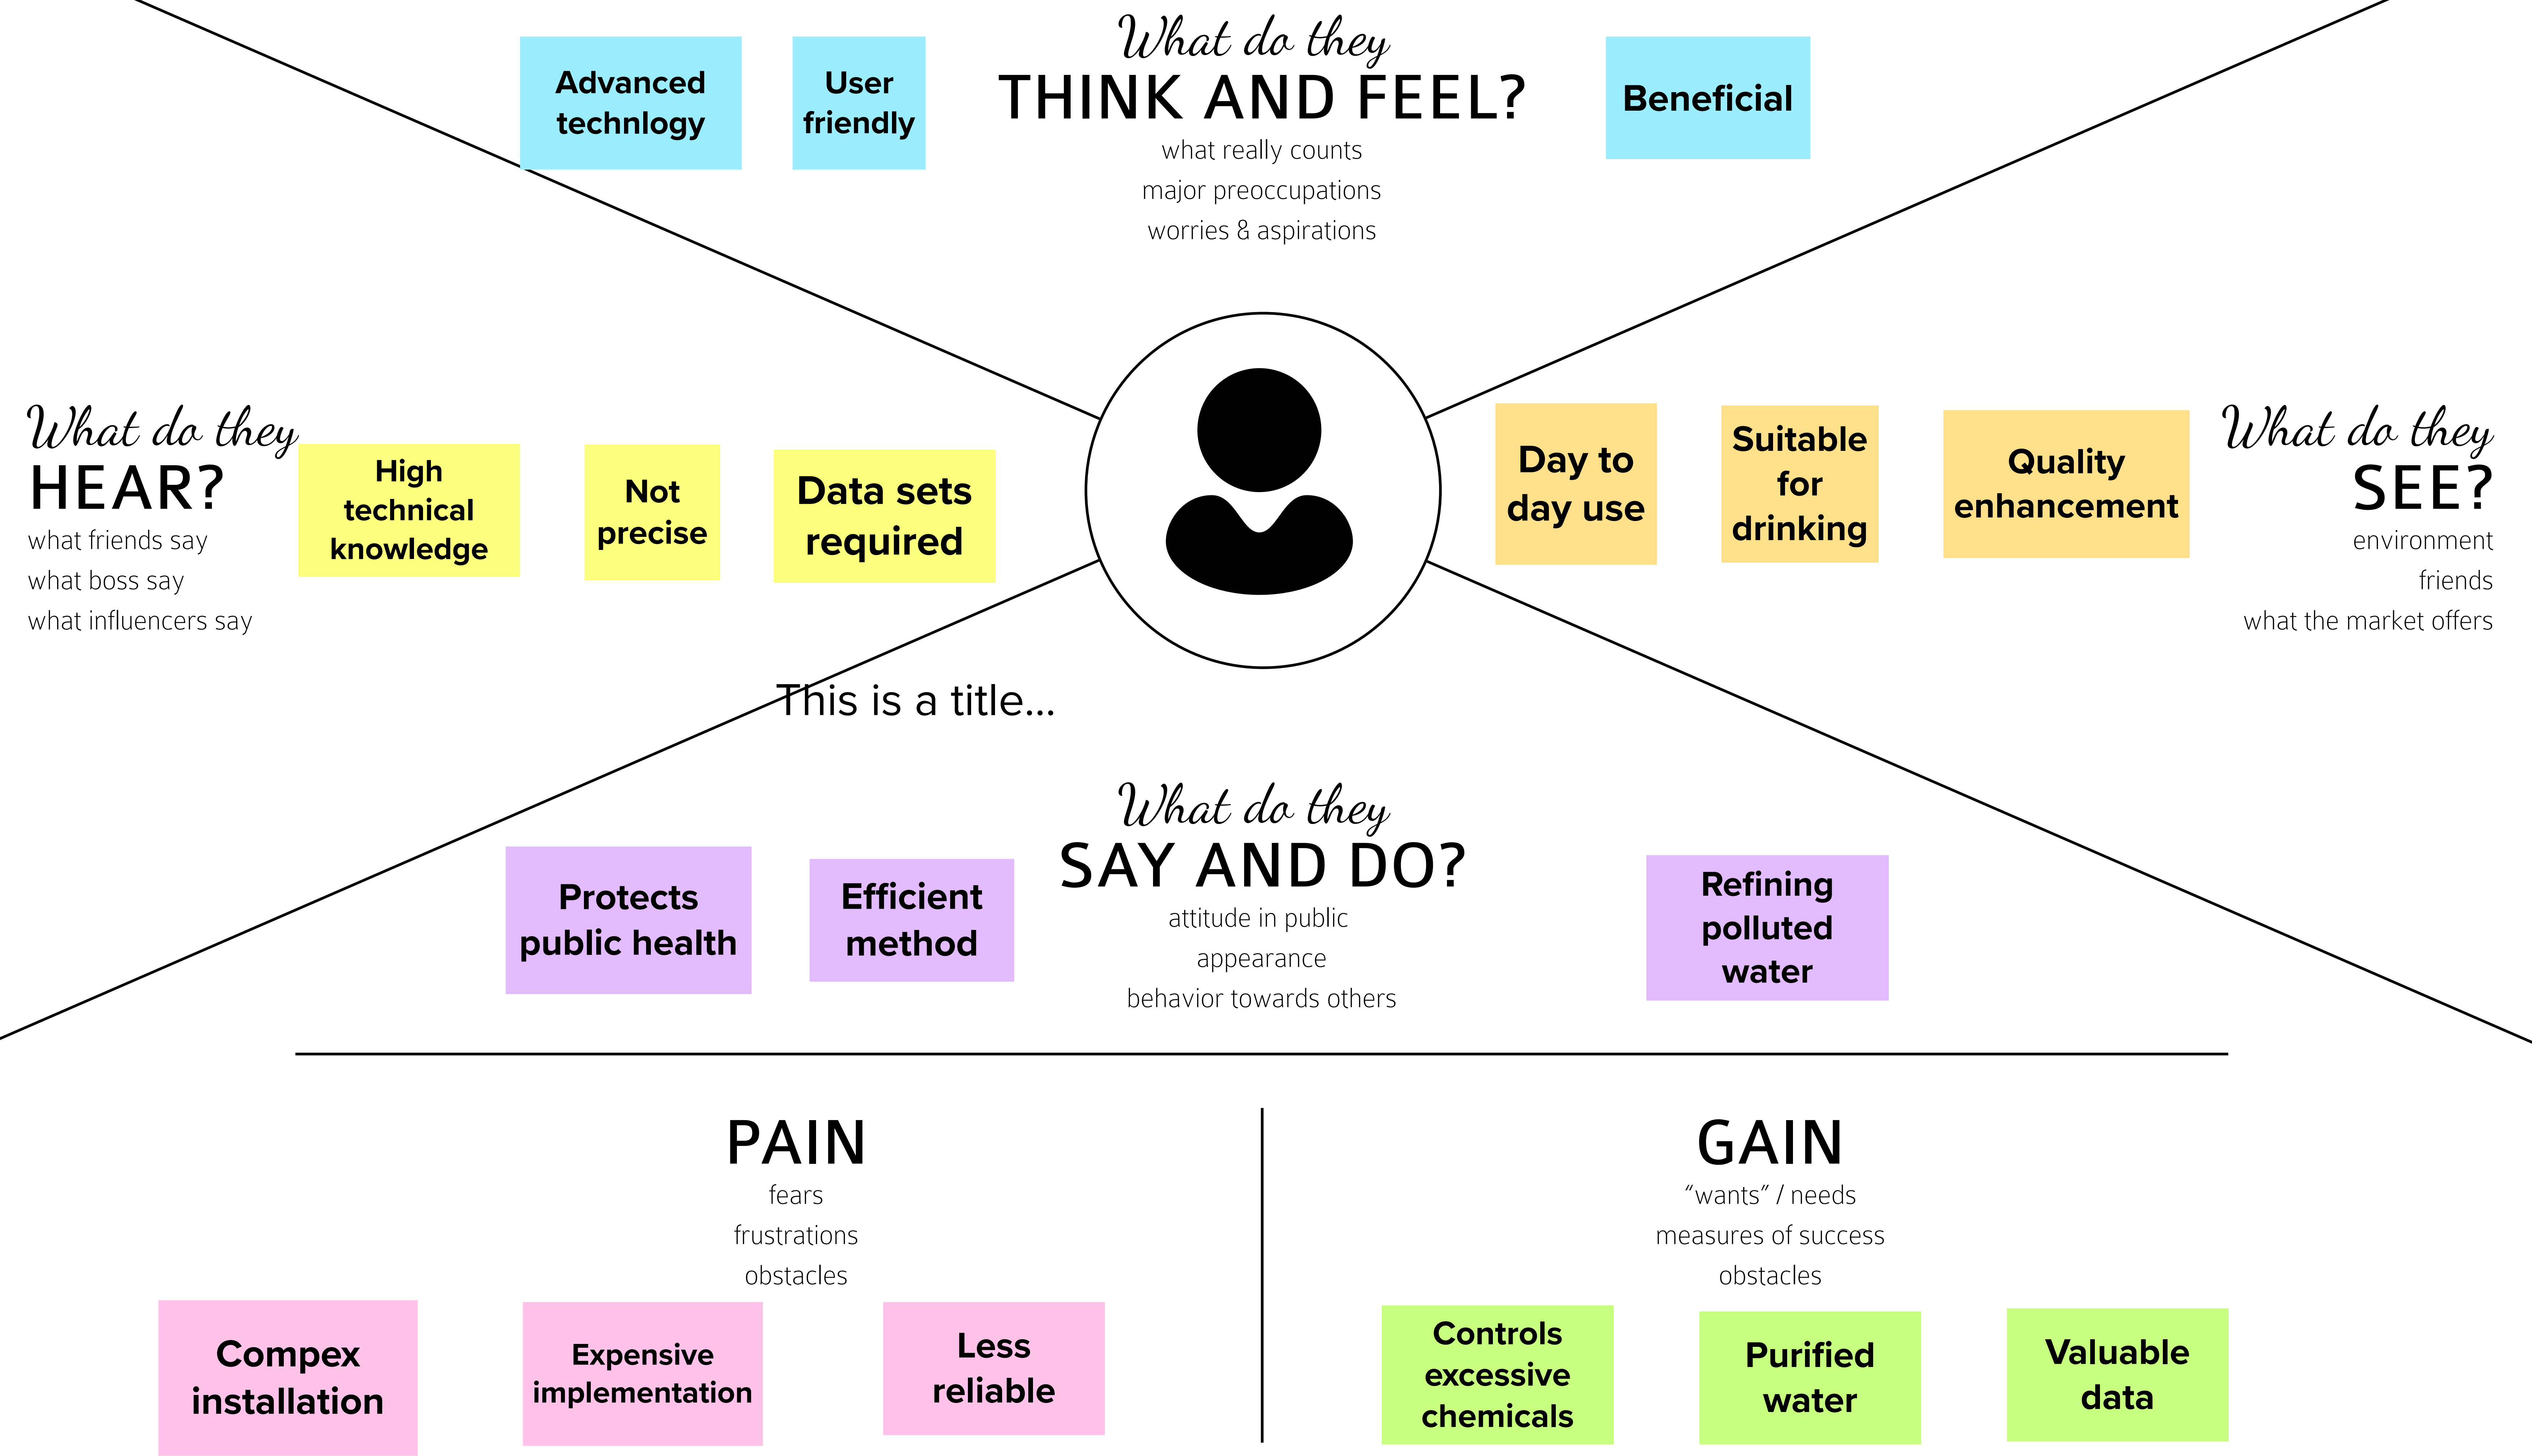 What do they
THINK AND FEEL?
what really counts
major preoccupations
worries & aspirations
Advanced
technlogy
User
friendly
Beneficial
What do they
HEAR?
what friends say
what boss say
what influencers say
High
technical
knowledge
Not
precise
Data sets
required
Day to
day use
Suitable
for
drinking
Quality
enhancement
What do they
SEE?
environment
friends
what the market offers
This is a title...
What do they
SAY AND DO?
attitude in public
appearance
behavior towards others
Protects
public health
Efficient
method
Refining
polluted
water
PAIN
fears
frustrations
obstacles
Compex
installation
Expensive
implementation
Less
reliable
GAIN
“wants” / needs
measures of success
obstacles
Controls
excessive
chemicals
Purified
water
Valuable
data